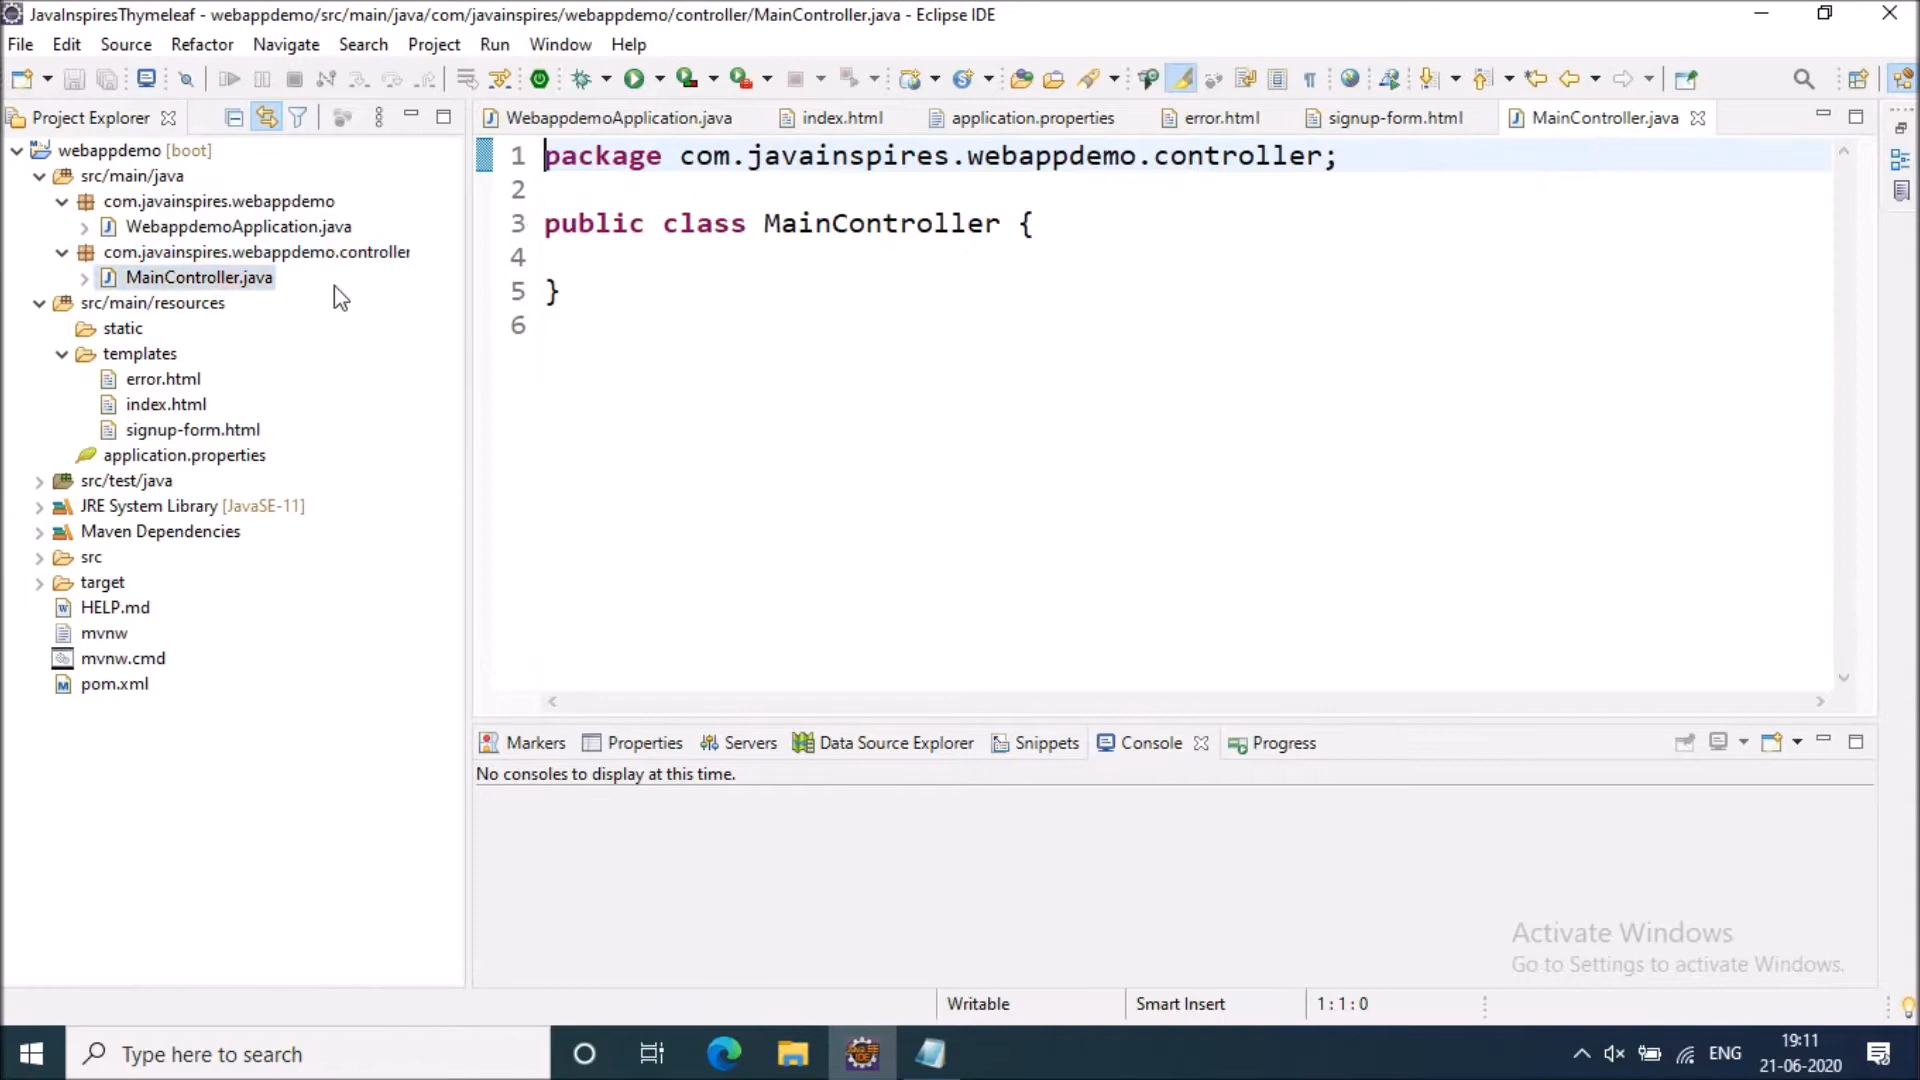 JavaInspiresThymeleaf - webappdemo/src/main/java/com/javainspires/webappdemo/controller/MainController.java - Eclipse IDE
File Edit Source Refactor Navigate Search Project Run Window Help
Project Explorer
WebappdemoApplication.java index.html application.properties error.html signup-form.html MainController.java
webappdemo [boot]
src/main/java
com.javainspires.webappdemo
WebappdemoApplication.java
com.javainspires.webappdemo.controller
MainController.java
src/main/resources
static
templates
error.html
index.html
signup-form.html
application.properties
src/test/java
JRE System Library [JavaSE-11]
Maven Dependencies
src
target
HELP.md
mvnw
mvnw.cmd
pom.xml
1 package com.javainspires.webappdemo.controller;
2
3 public class MainController {
4
5 }
6
Markers Properties Servers Data Source Explorer Snippets Console Progress
No consoles to display at this time.
Activate Windows
Go to Settings to activate Windows.
Writable Smart Insert 1 : 1 : 0
Type here to search
ENG
19:11
21-06-2020